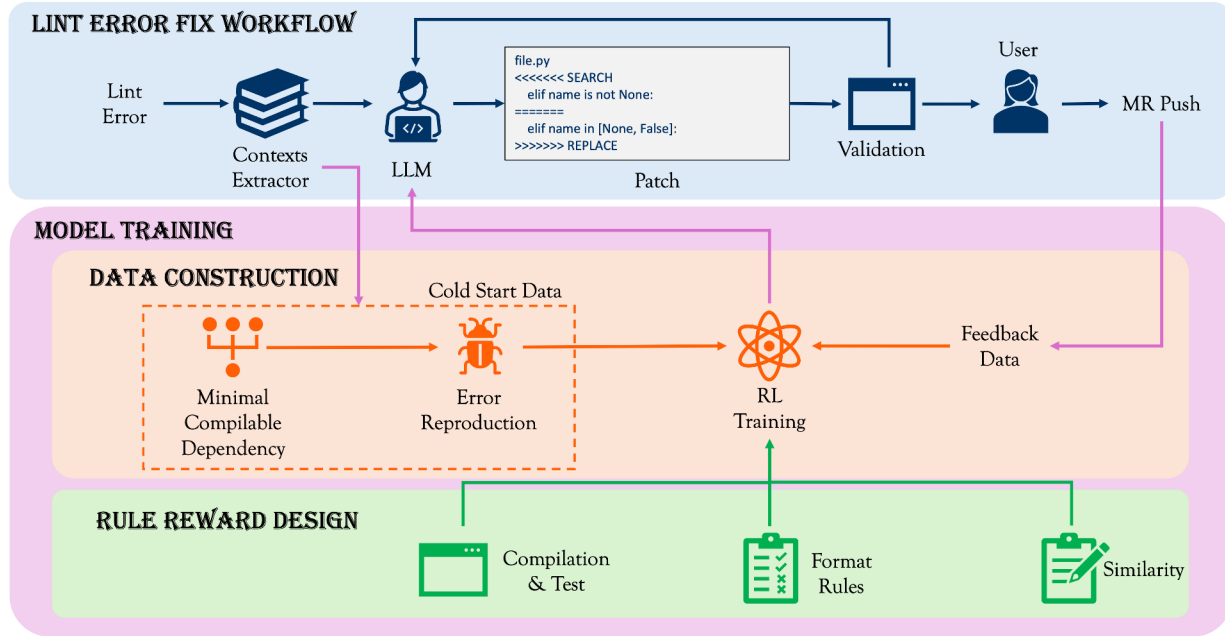 LINT ERROR FIX WORKFLOW
Lint
Error
Contexts
Extractor
</>
LLM
file.py
<<<<<<< SEARCH
elif name is not None:
=======
elif name in [None, False]:
>>>>>>> REPLACE
Patch
Validation
User
MR Push
MODEL TRAINING
DATA CONSTRUCTION
Cold Start Data
Minimal
Compilable
Dependency
Error
Reproduction
RL
Training
Feedback
Data
RULE REWARD DESIGN
Compilation
& Test
Format
Rules
Similarity